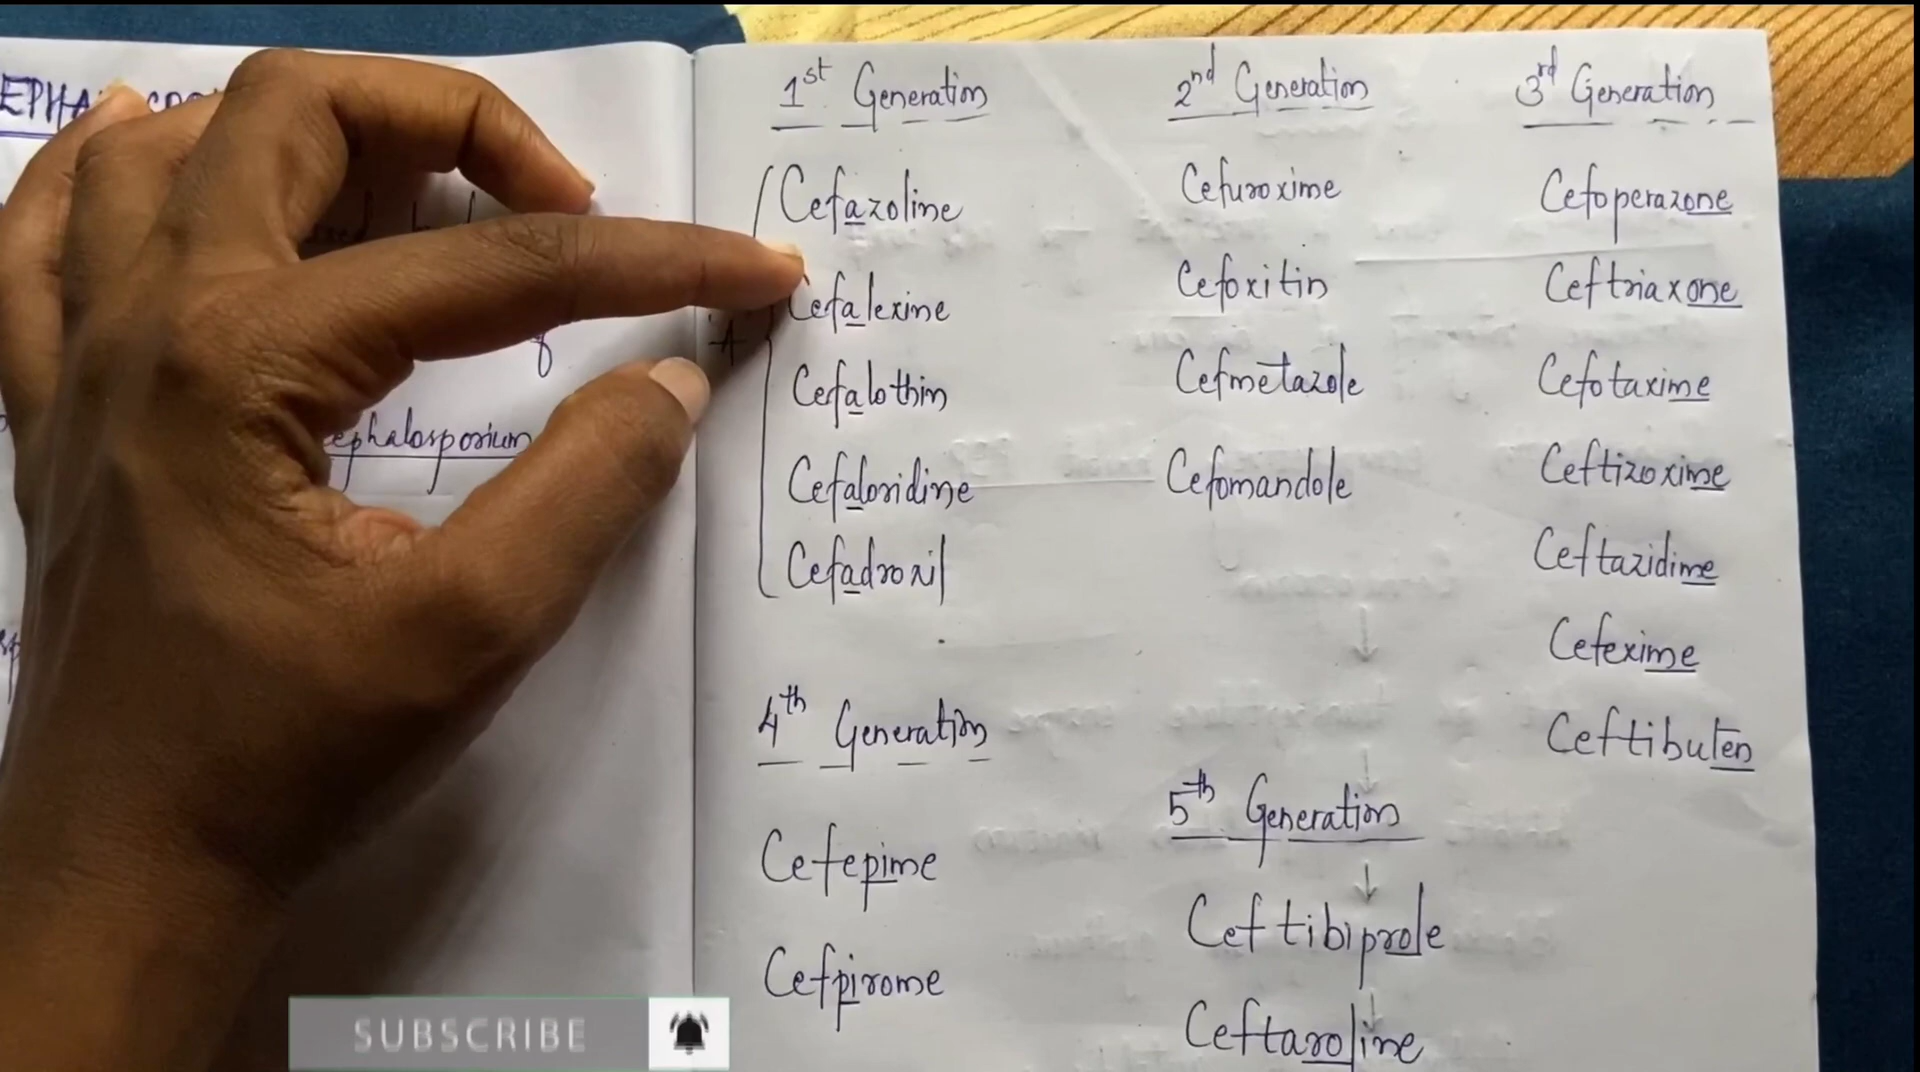 1st Generation
Cefazoline
Cefalexine
Cefalothin
Cefaloridine
Cefadroxil
2nd Generation
Cefuroxime
Cefoxitin
Cefmetazole
Cefomandole
3rd Generation
Cefoperazone
Ceftriaxone
Cefotaxime
Ceftizoxime
Ceftazidime
Cefexime
Ceftibuten
4th Generation
Cefepime
Cefpirome
5th Generation
Ceftibiprole
Ceftaroline
ephalosporium
SUBSCRIBE